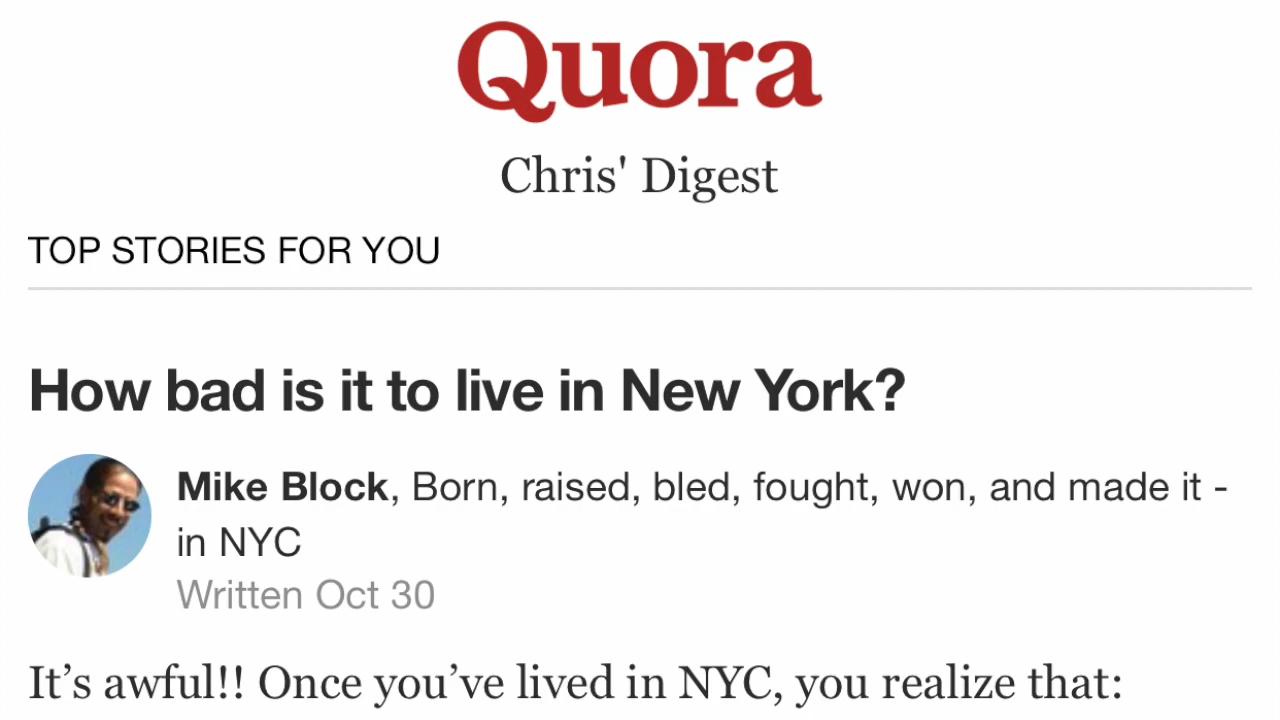 Quora
Chris' Digest
TOP STORIES FOR YOU
How bad is it to live in New York?
Mike Block, Born, raised, bled, fought, won, and made it -
in NYC
Written Oct 30
It’s awful!! Once you’ve lived in NYC, you realize that: